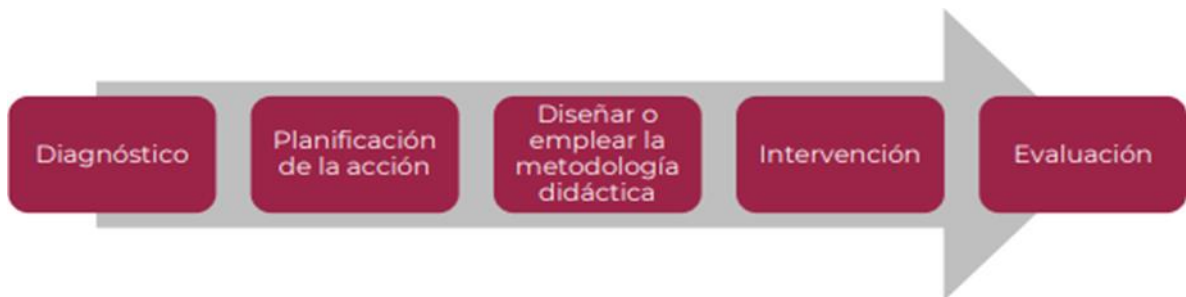 Diagnóstico
Planificación
de la acción
Diseñar o
emplear la
metodología
didáctica
Intervención
Evaluación